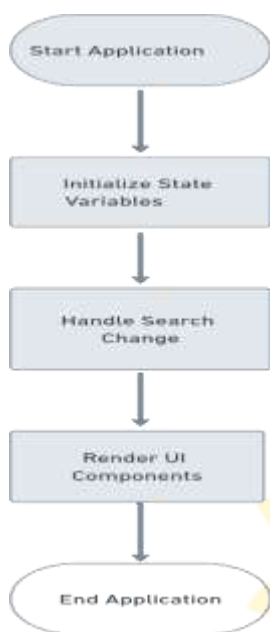 Start Application
Initialize State
Variables
Handle Search
Change
Render UI
Components
End Application